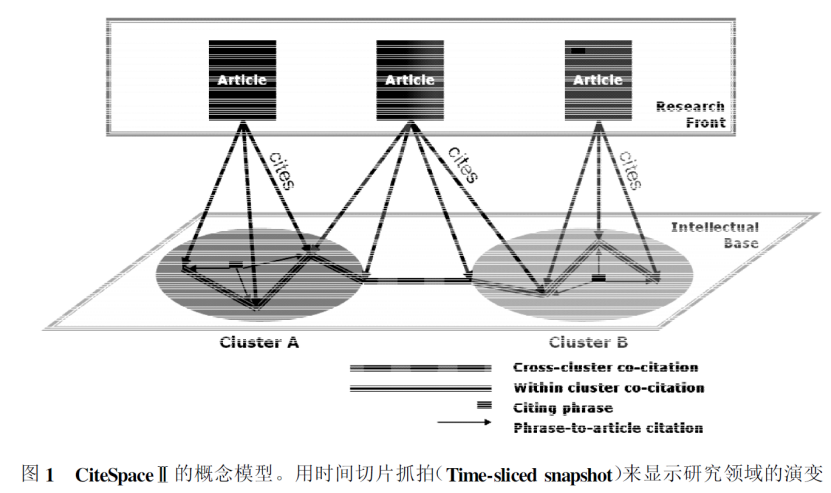 Article
Article
Article
Research
Front
cites
cites
cites
Intellectual
Base
Cluster A
Cluster B
Cross-cluster co-citation
Within cluster co-citation
Citing phrase
Phrase-to-article citation
图 1 CiteSpaceⅡ的概念模型。用时间切片抓拍(Time-sliced snapshot)来显示研究领域的演变